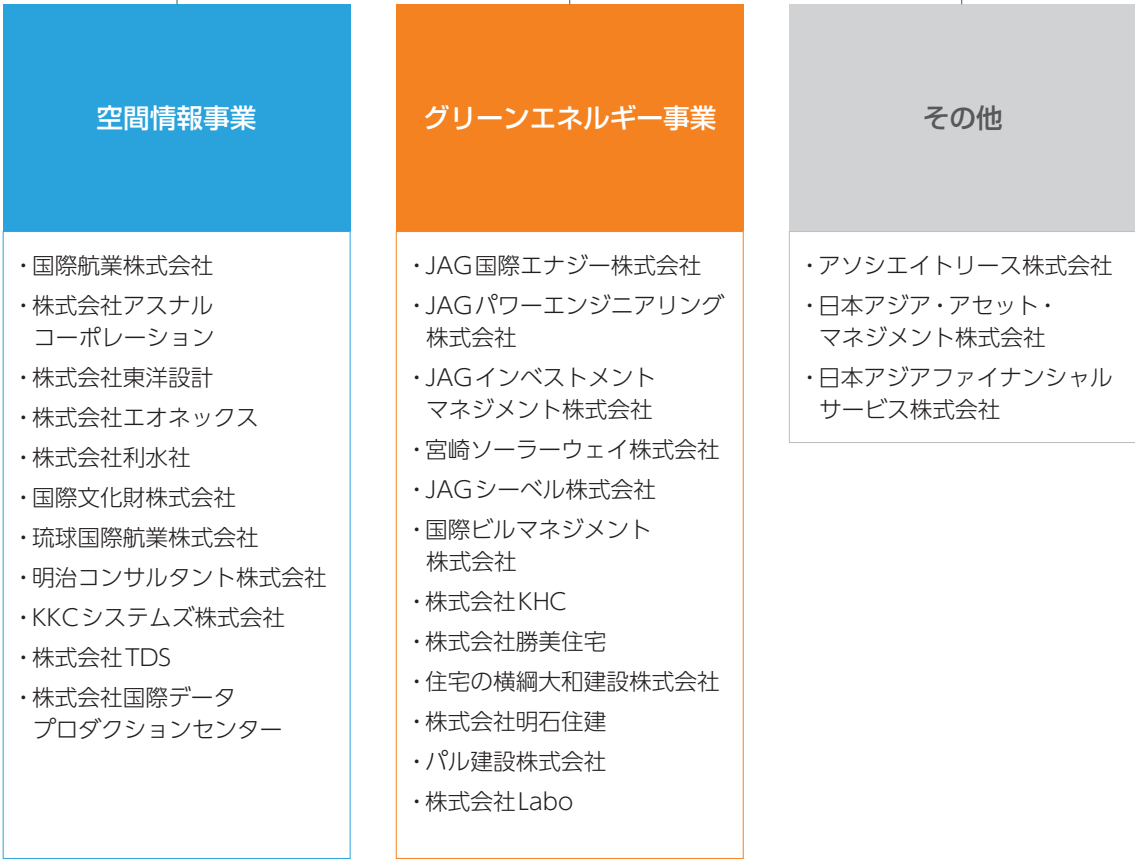 空間情報事業
・国際航業株式会社
・株式会社アスナル
コーポレーション
・株式会社東洋設計
・株式会社エオネックス
・株式会社利水社
・国際文化財株式会社
・琉球国際航業株式会社
・明治コンサルタント株式会社
・KKCシステムズ株式会社
・株式会社TDS
・株式会社国際データ
プロダクションセンター
グリーンエネルギー事業
・JAG国際エナジー株式会社
・JAGパワーエンジニアリング
株式会社
・JAGインベストメント
マネジメント株式会社
・宮崎ソーラーウェイ株式会社
・JAGシーベル株式会社
・国際ビルマネジメント
株式会社
・株式会社KHC
・株式会社勝美住宅
・住宅の横綱大和建設株式会社
・株式会社明石住建
・パル建設株式会社
・株式会社Labo
その他
・アソシエイトリース株式会社
・日本アジア・アセット・
マネジメント株式会社
・日本アジアファイナンシャル
サービス株式会社